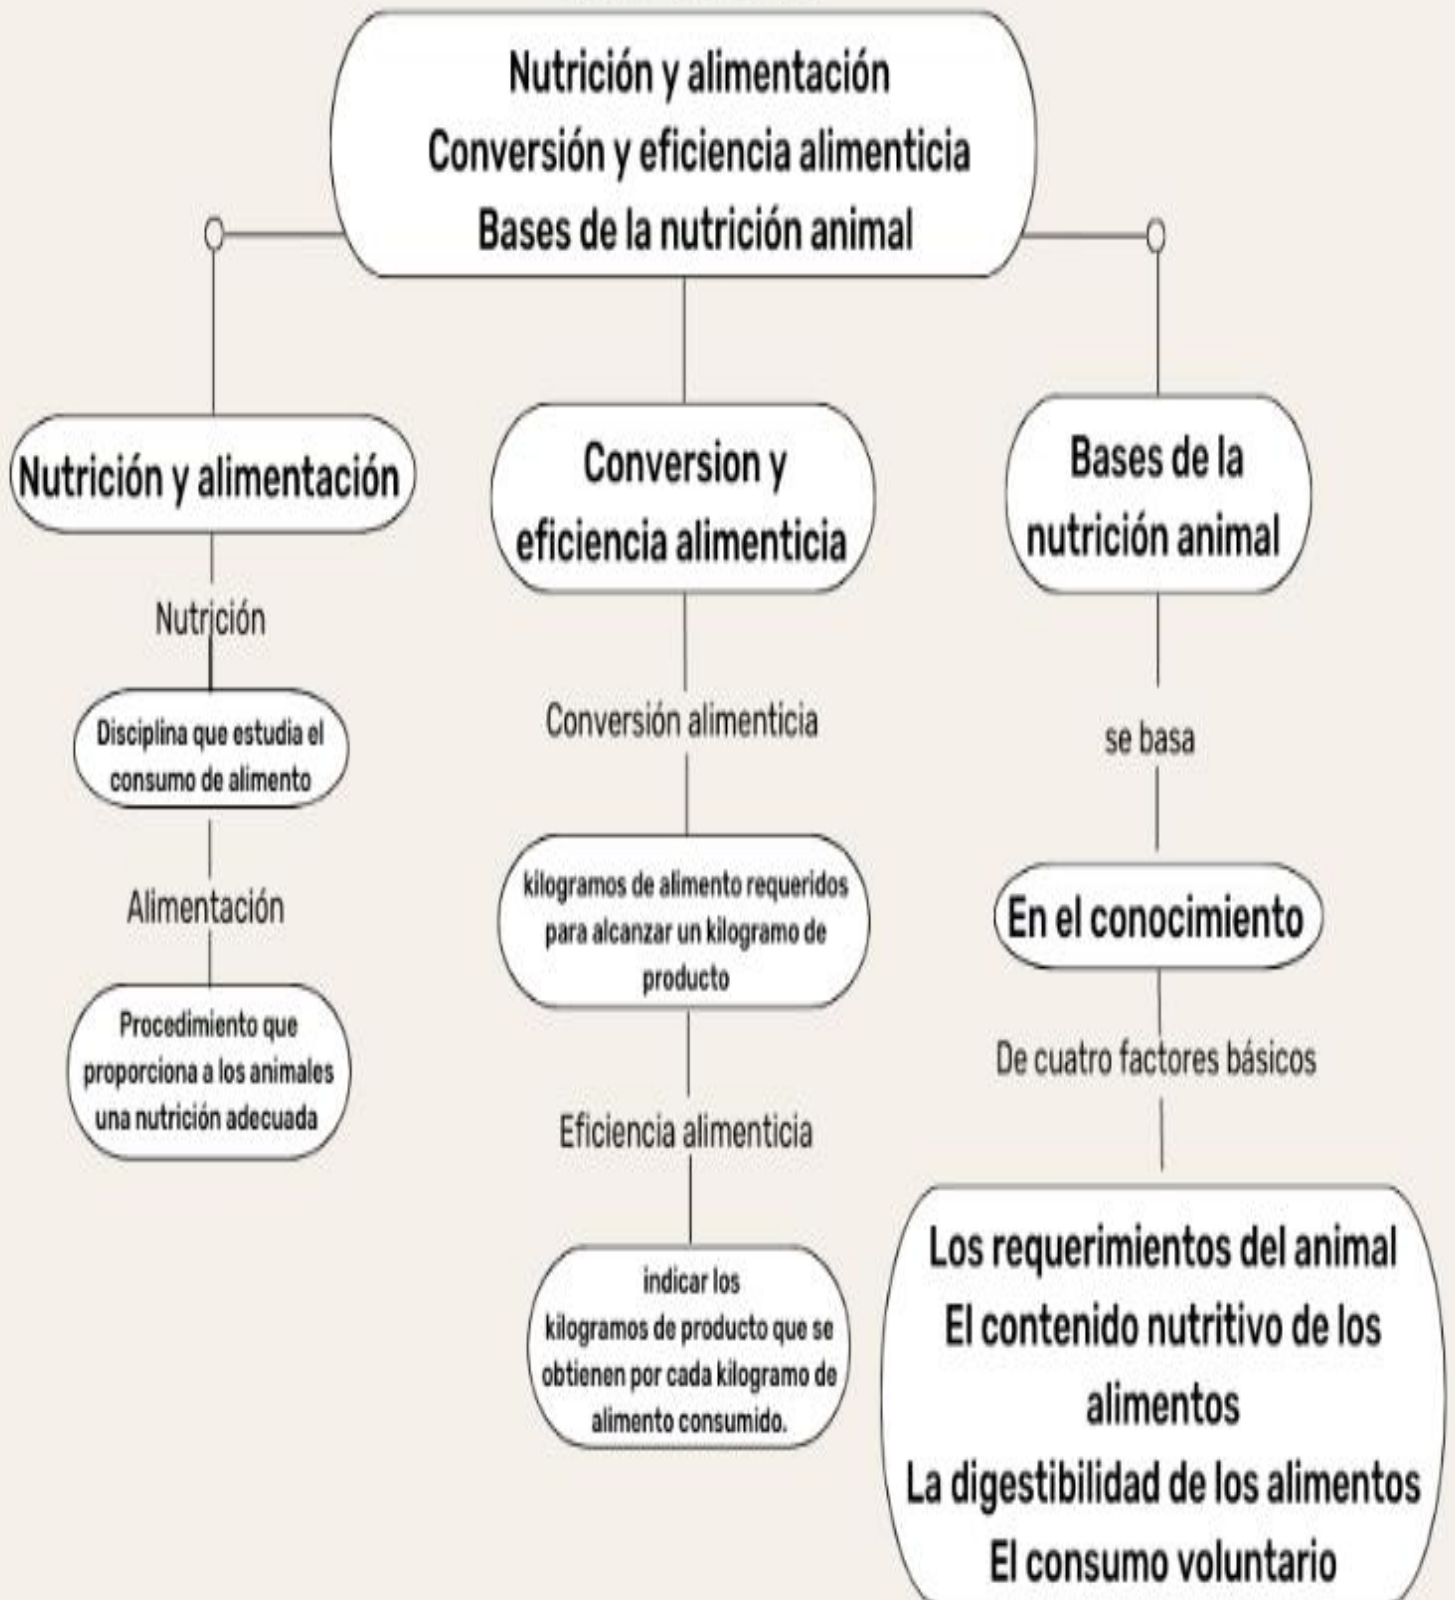 Nutrición y alimentación
Conversión y eficiencia alimenticia
Bases de la nutrición animal
Nutrición y alimentación
Nutrición
Disciplina que estudia el
consumo de alimento
Alimentación
Procedimiento que
proporciona a los animales
una nutrición adecuada
Conversion y
eficiencia alimenticia
Conversión alimenticia
kilogramos de alimento requeridos
para alcanzar un kilogramo de
producto
Eficiencia alimenticia
indicar los
kilogramos de producto que se
obtienen por cada kilogramo de
alimento consumido.
Bases de la
nutrición animal
se basa
En el conocimiento
De cuatro factores básicos
Los requerimientos del animal
El contenido nutritivo de los
alimentos
La digestibilidad de los alimentos
El consumo voluntario